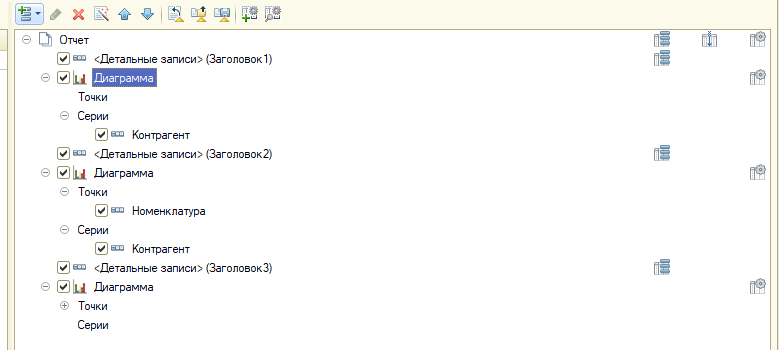 Отчет
<Детальные записи> (Заголовок1)
Диаграмма
Точки
Серии
Контрагент
<Детальные записи> (Заголовок2)
Диаграмма
Точки
Номенклатура
Серии
Контрагент
<Детальные записи> (Заголовок3)
Диаграмма
Точки
Серии